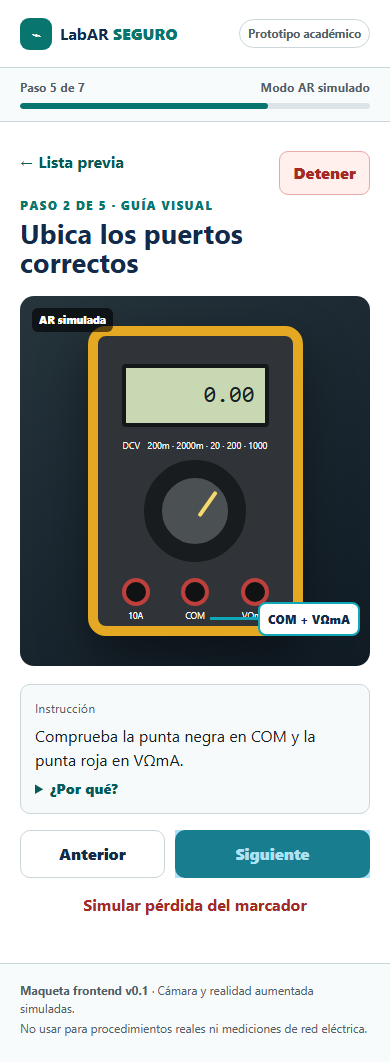 LabAR SEGURO
Prototipo académico
Paso 5 de 7
Modo AR simulado
← Lista previa
Detener
PASO 2 DE 5 · GUÍA VISUAL
Ubica los puertos
correctos
AR simulada
0.00
DCV 200m · 2000m · 20 · 200 · 1000
10A
COM
COM + VΩmA
Instrucción
Comprueba la punta negra en COM y la
punta roja en VΩmA.
▶ ¿Por qué?
Anterior
Siguiente
Simular pérdida del marcador
Maqueta frontend v0.1 · Cámara y realidad aumentada
simuladas.
No usar para procedimientos reales ni mediciones de red eléctrica.